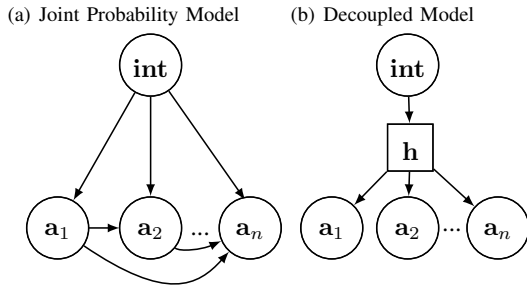 (a) Joint Probability Model
(b) Decoupled Model
int
int
h
a1 a2 ... an
a1 a2 ... an